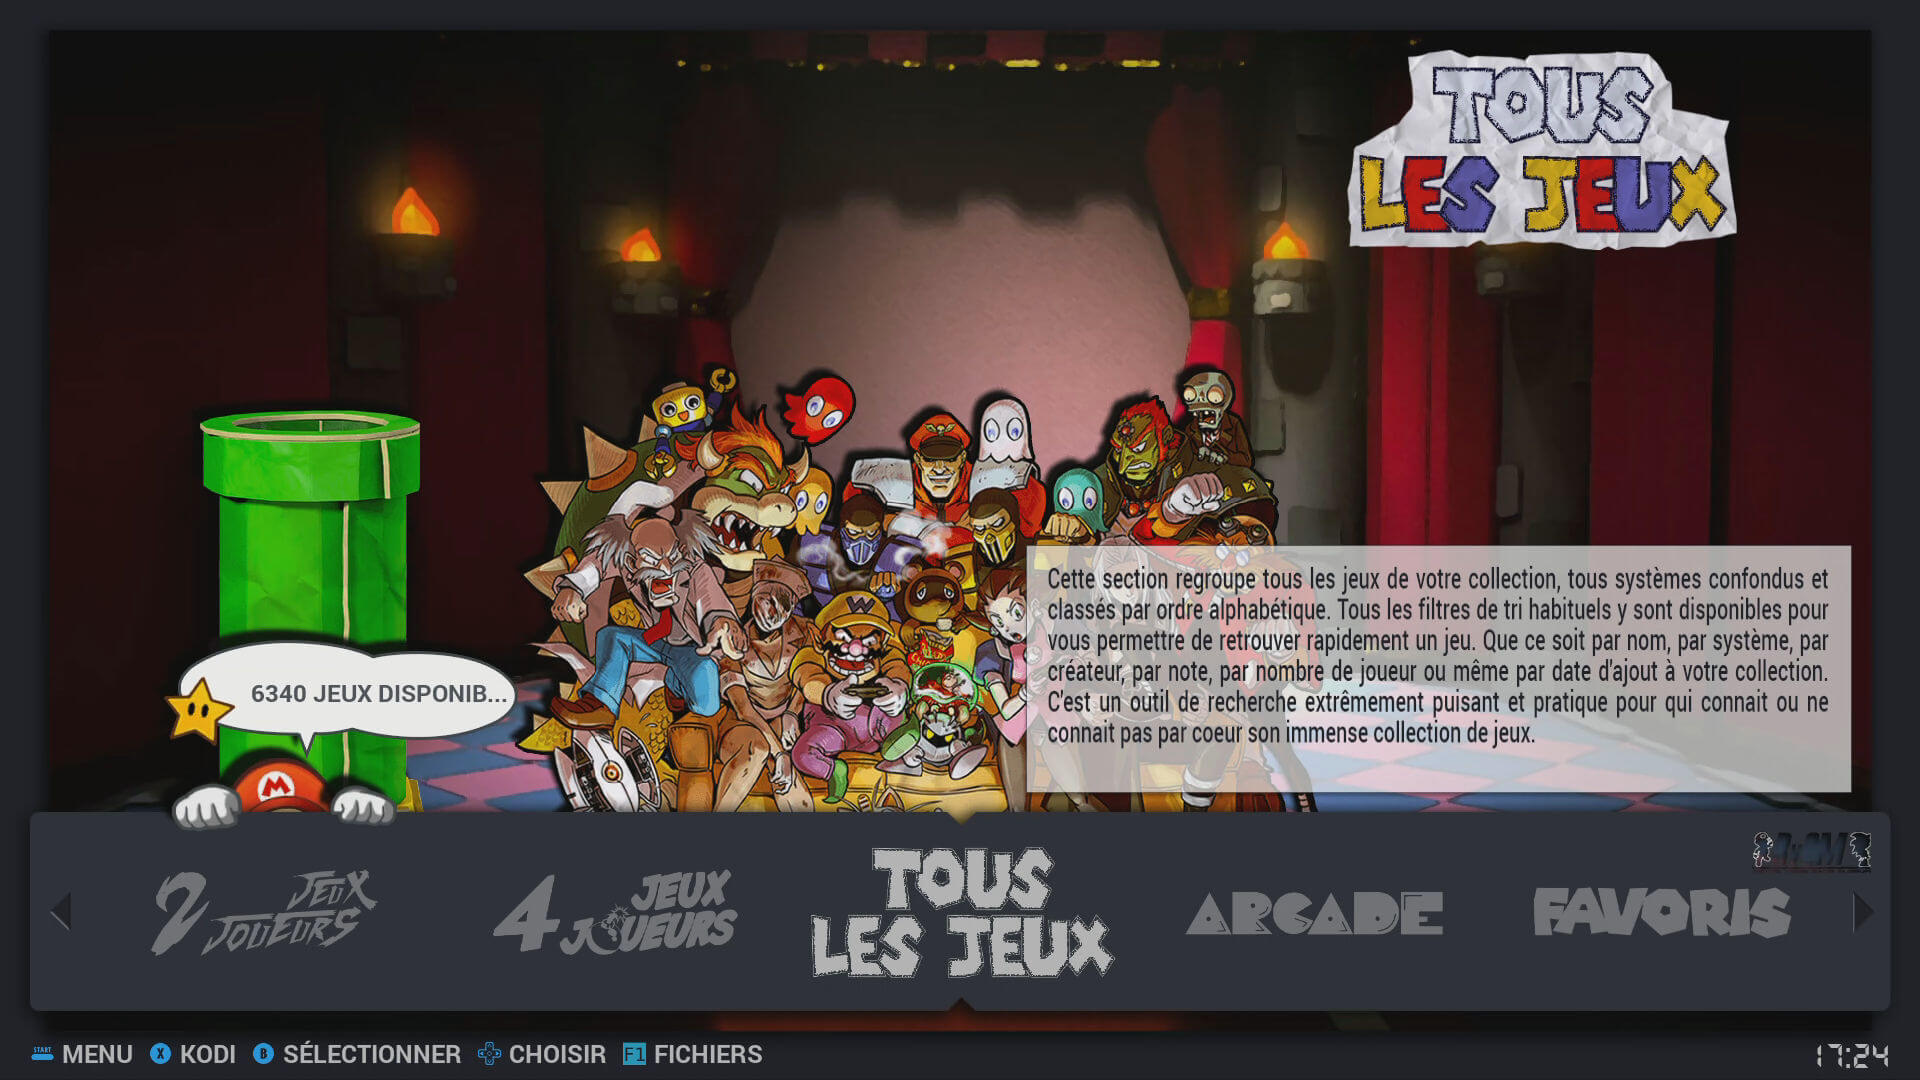 TOUS
LES JEUX
Cette section regroupe tous les jeux de votre collection, tous systèmes confondus et
classés par ordre alphabétique. Tous les filtres de tri habituels y sont disponibles pour
vous permettre de retrouver rapidement un jeu. Que ce soit par nom, par système, par
créateur, par note, par nombre de joueur ou même par date d'ajout à votre collection.
C'est un outil de recherche extrêmement puisant et pratique pour qui connait ou ne
connait pas par coeur son immense collection de jeux.
6340 JEUX DISPONIB...
M
W
2 JEUX
JOUEURS
4 JEUX
JOUEURS
TOUS
LES JEUX
ARCADE
FAVORIS
START MENU X KODI B SÉLECTIONNER CHOISIR F1 FICHIERS
17:24